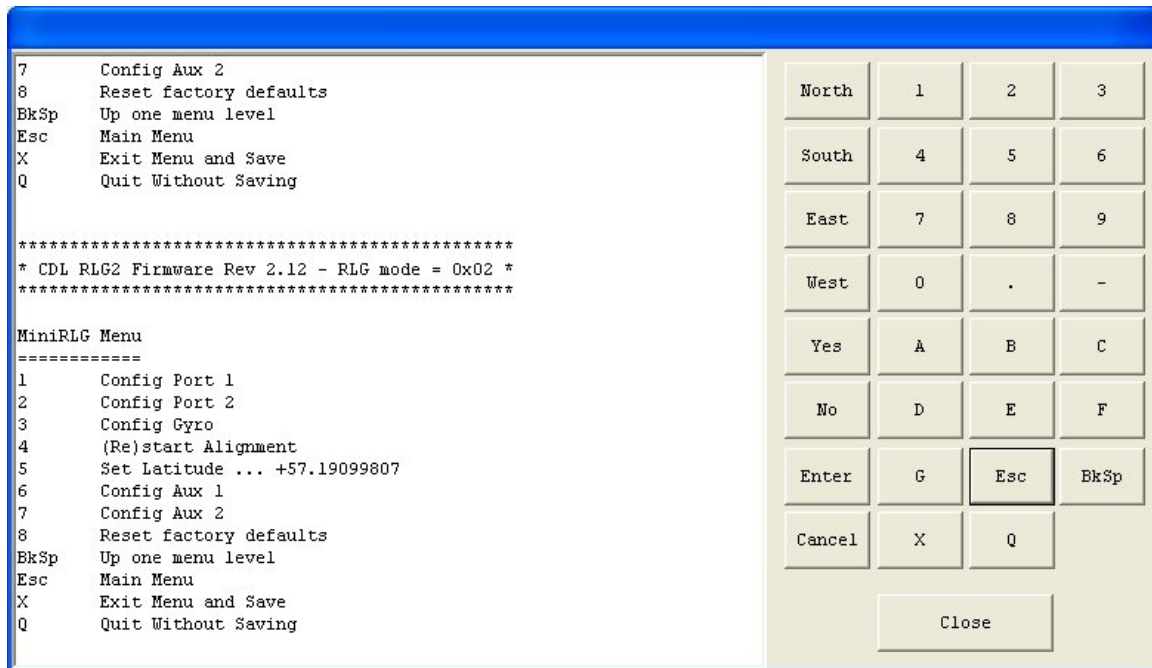 7 Config Aux 2
8 Reset factory defaults
BkSp Up one menu level
Esc Main Menu
X Exit Menu and Save
Q Quit Without Saving
************************************************
* CDL RLG2 Firmware Rev 2.12 - RLG mode = 0x02 *
************************************************
MiniRLG Menu
============
1 Config Port 1
2 Config Port 2
3 Config Gyro
4 (Re)start Alignment
5 Set Latitude ... +57.19099807
6 Config Aux 1
7 Config Aux 2
8 Reset factory defaults
BkSp Up one menu level
Esc Main Menu
X Exit Menu and Save
Q Quit Without Saving
North 1 2 3
South 4 5 6
East 7 8 9
West 0 . -
Yes A B C
No D E F
Enter G Esc BkSp
Cancel X Q
Close